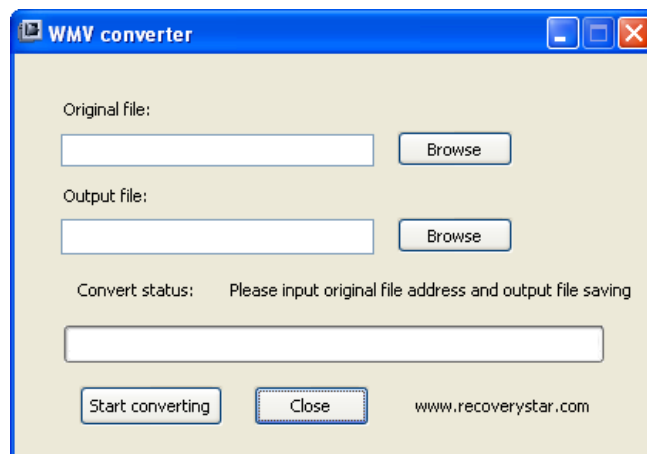 WMV converter
Original file:
Browse
Output file:
Browse
Convert status: Please input original file address and output file saving
Start converting Close www.recoverystar.com